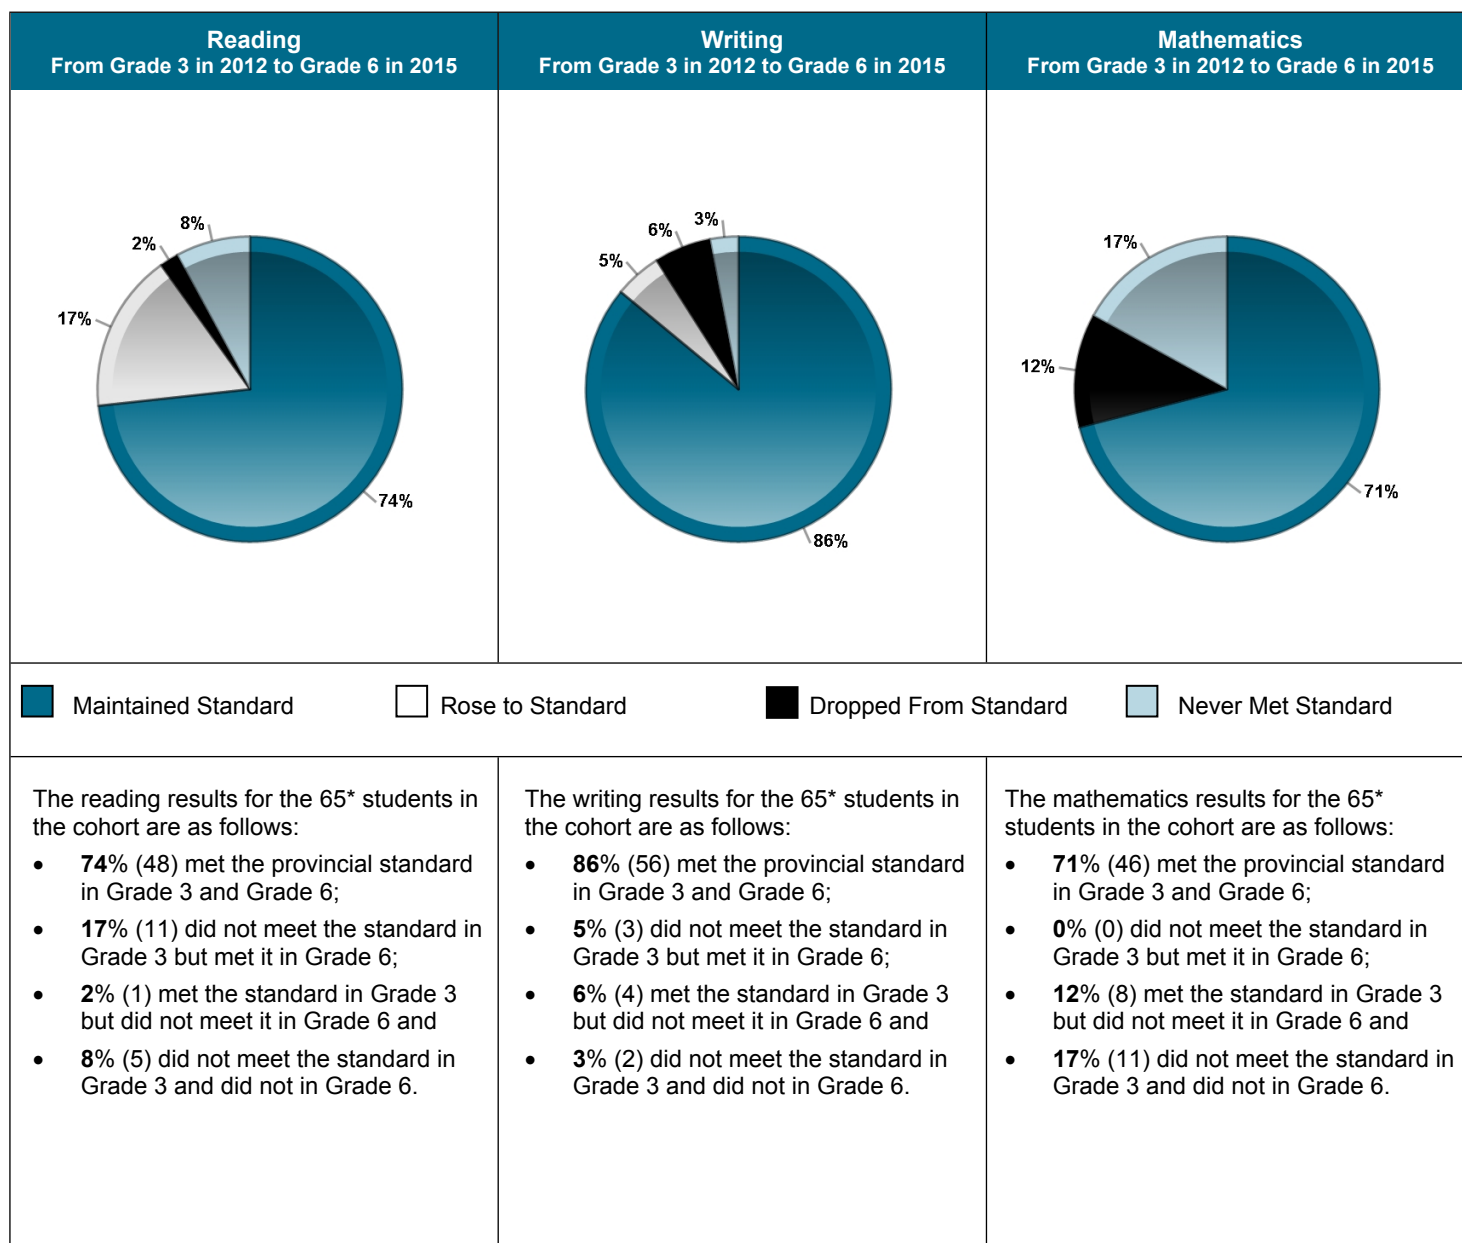 Reading
From Grade 3 in 2012 to Grade 6 in 2015
Writing
From Grade 3 in 2012 to Grade 6 in 2015
Mathematics
From Grade 3 in 2012 to Grade 6 in 2015
8%
2%
17%
74%
3%
6%
5%
86%
17%
12%
71%
Maintained Standard
Rose to Standard
Dropped From Standard
Never Met Standard
The reading results for the 65* students in
the cohort are as follows:
• 74% (48) met the provincial standard
in Grade 3 and Grade 6;
• 17% (11) did not meet the standard in
Grade 3 but met it in Grade 6;
• 2% (1) met the standard in Grade 3
but did not meet it in Grade 6 and
• 8% (5) did not meet the standard in
Grade 3 and did not in Grade 6.
The writing results for the 65* students in
the cohort are as follows:
• 86% (56) met the provincial standard
in Grade 3 and Grade 6;
• 5% (3) did not meet the standard in
Grade 3 but met it in Grade 6;
• 6% (4) met the standard in Grade 3
but did not meet it in Grade 6 and
• 3% (2) did not meet the standard in
Grade 3 and did not in Grade 6.
The mathematics results for the 65*
students in the cohort are as follows:
• 71% (46) met the provincial standard
in Grade 3 and Grade 6;
• 0% (0) did not meet the standard in
Grade 3 but met it in Grade 6;
• 12% (8) met the standard in Grade 3
but did not meet it in Grade 6 and
• 17% (11) did not meet the standard in
Grade 3 and did not in Grade 6.